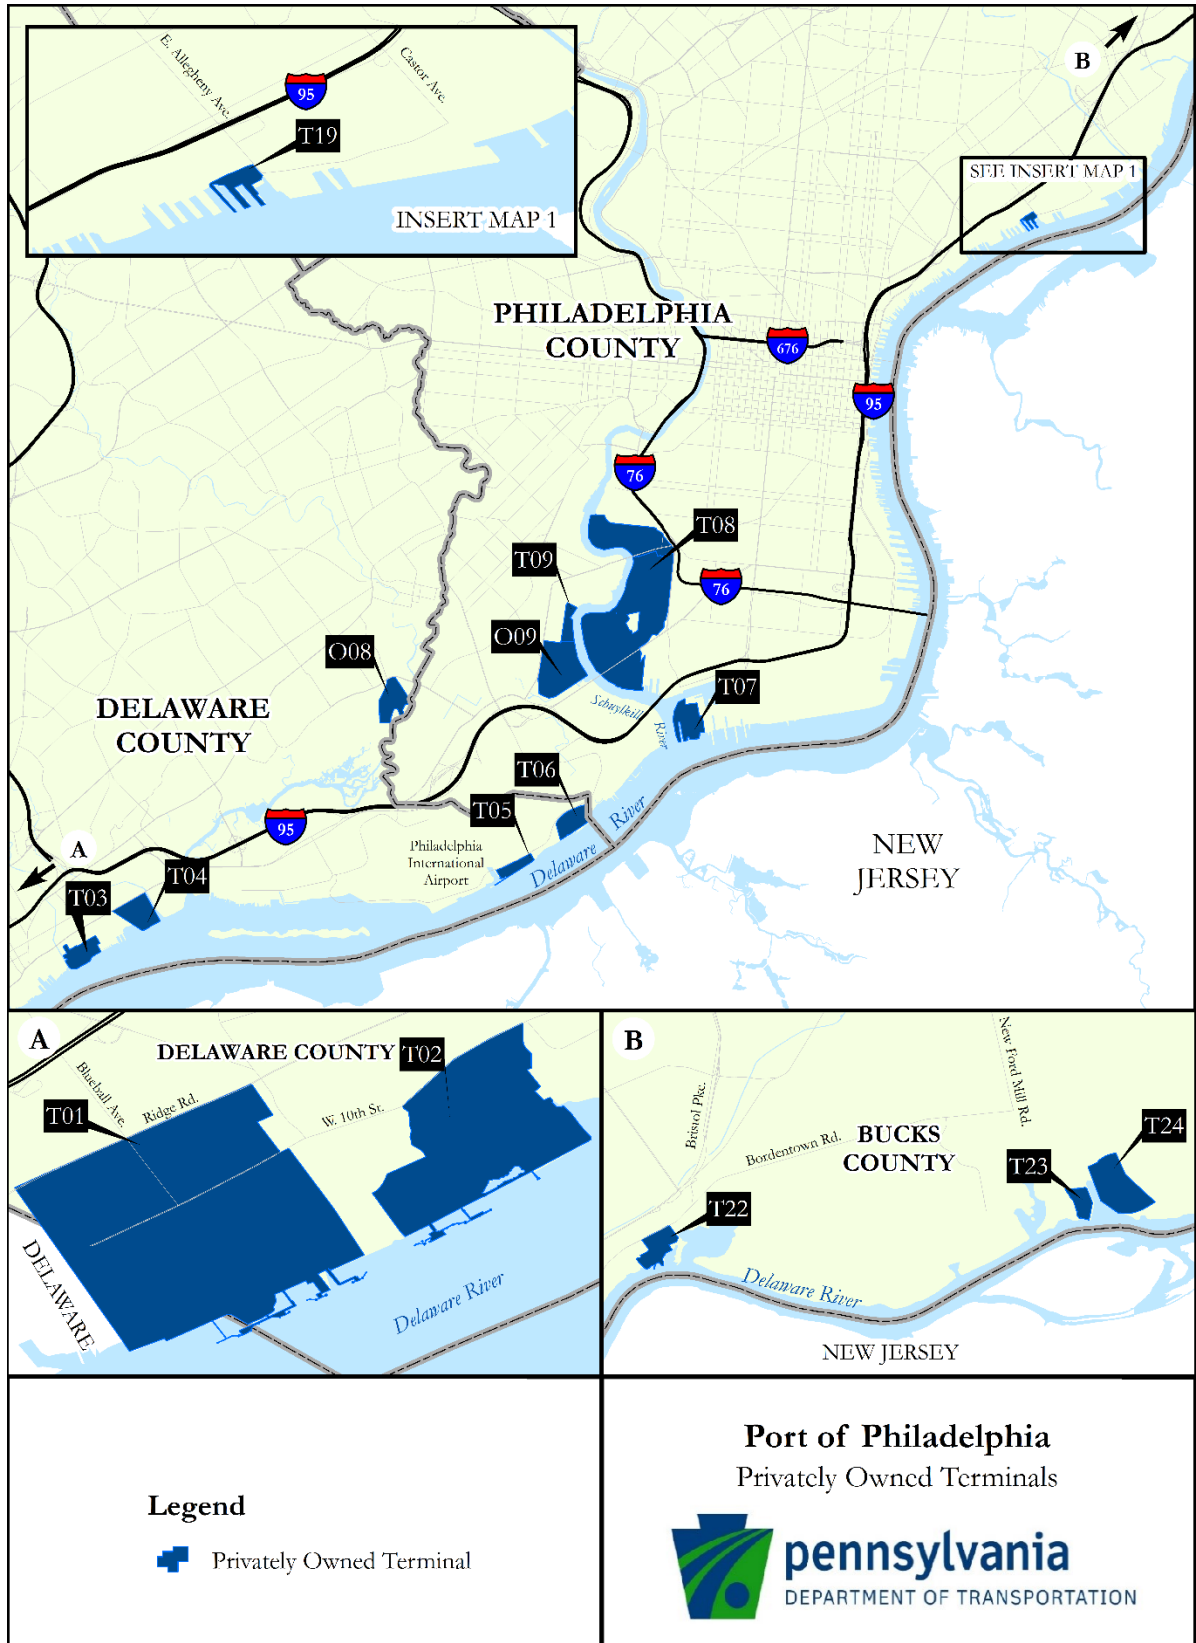 E. Allegheny Ave.
Castor Ave.
95
T19
INSERT MAP 1
B
SEE INSERT MAP 1
PHILADELPHIA
COUNTY
676
95
76
T08
T09
76
O09
O08
T07
DELAWARE
COUNTY
Schuylkill
River
T06
T05
95
Philadelphia
International
Airport
Delaware River
NEW
JERSEY
A
T04
T03
A
DELAWARE COUNTY
T02
Blueball Ave.
Ridge Rd.
W. 10th St.
T01
DELAWARE
Delaware River
B
Bristol Pke.
New Ford Mill Rd.
Bordentown Rd.
BUCKS
COUNTY
T24
T23
T22
Delaware River
NEW JERSEY
Legend
Privately Owned Terminal
Port of Philadelphia
Privately Owned Terminals
pennsylvania
DEPARTMENT OF TRANSPORTATION